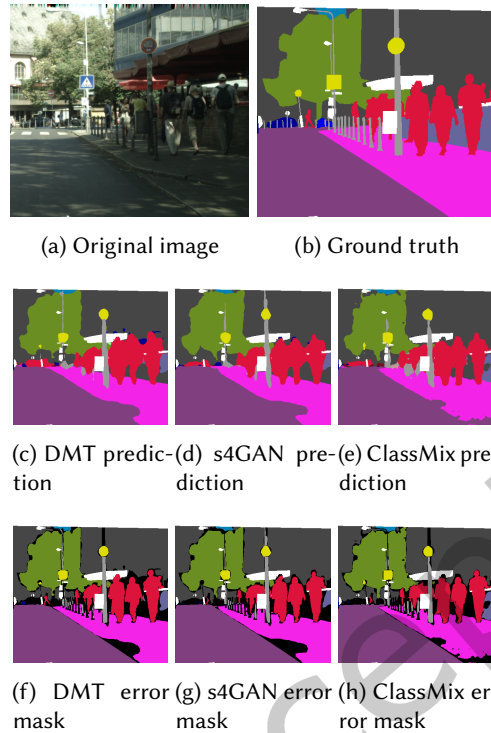 (a) Original image
(b) Ground truth
(c) DMT predic-
tion
(d) s4GAN pre-
diction
(e) ClassMix pre
diction
(f) DMT error
mask
(g) s4GAN error
mask
(h) ClassMix er
ror mask